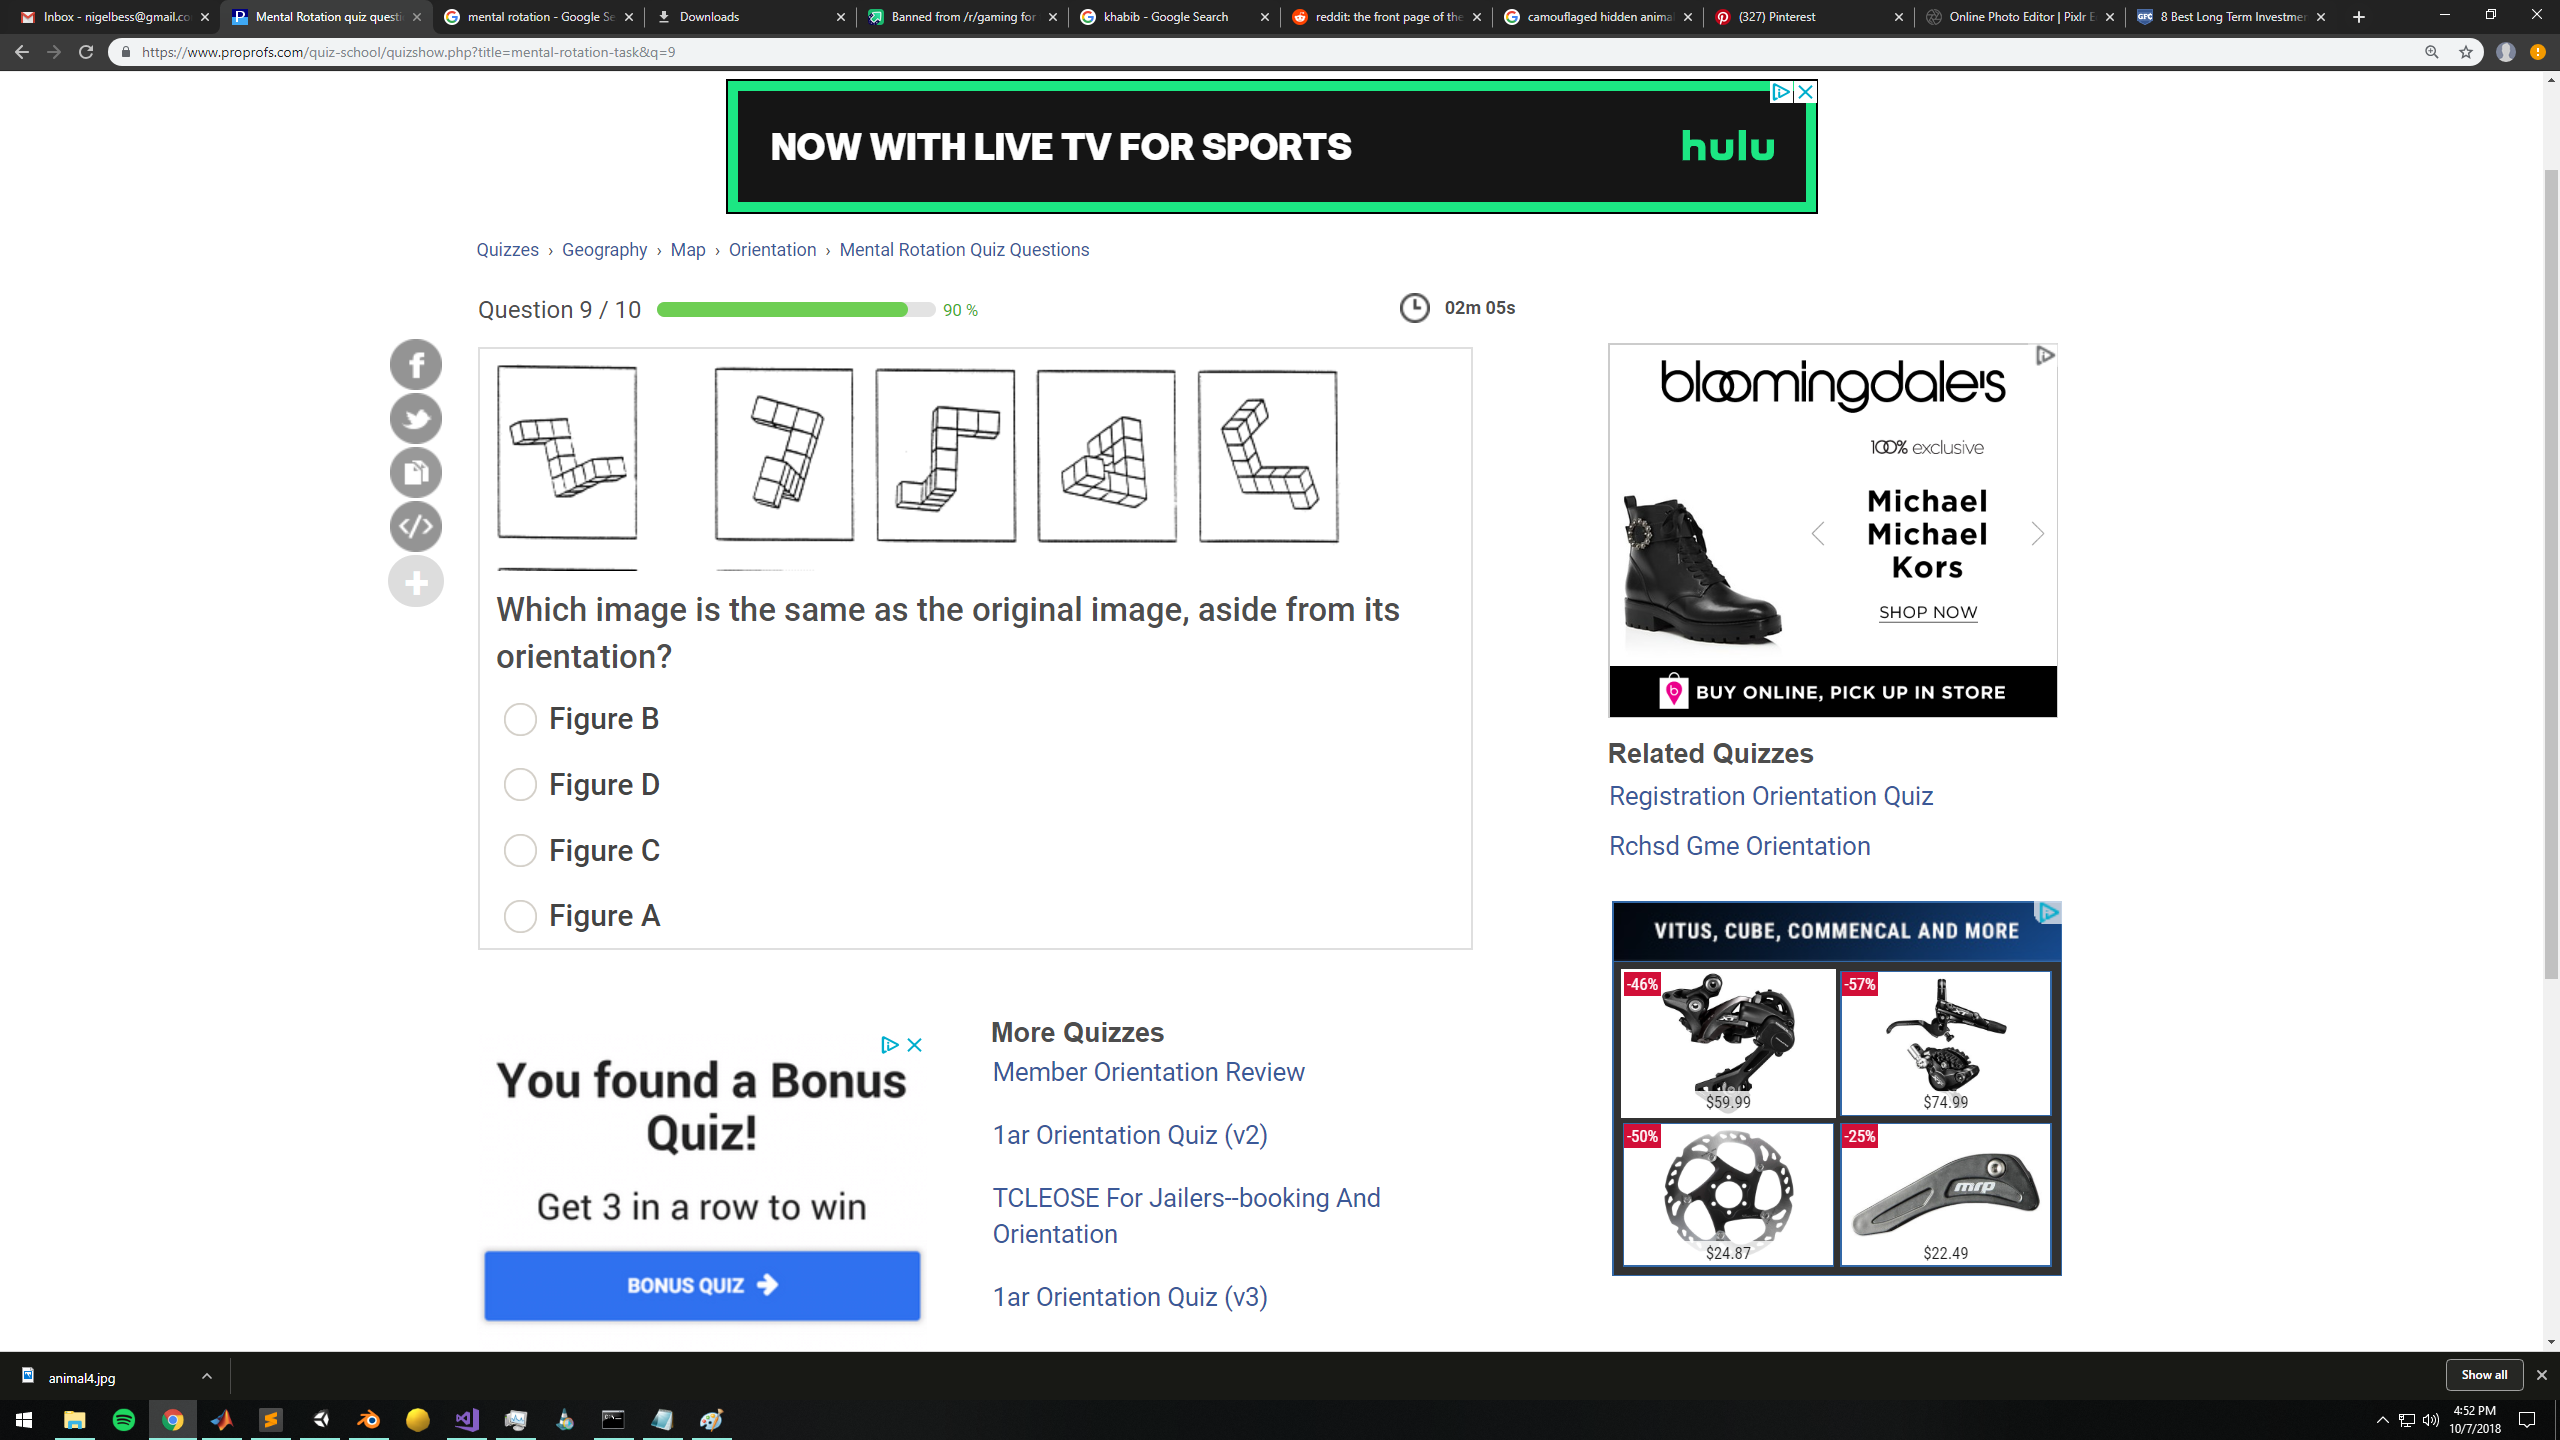 Inbox - nigelbess@gmail.co
Mental Rotation quiz questi
mental rotation - Google Se
Downloads
Banned from /r/gaming for
khabib - Google Search
reddit: the front page of the
camouflaged hidden anima
(327) Pinterest
Online Photo Editor | Pixlr E
GFC 8 Best Long Term Investmen
https://www.proprofs.com/quiz-school/quizshow.php?title=mental-rotation-task&q=9
NOW WITH LIVE TV FOR SPORTS
hulu
Quizzes › Geography › Map › Orientation › Mental Rotation Quiz Questions
Question 9 / 10
90 %
02m 05s
Which image is the same as the original image, aside from its
orientation?
Figure B
Figure D
Figure C
Figure A
bloomingdale's
100% exclusive
Michael
Michael
Kors
SHOP NOW
BUY ONLINE, PICK UP IN STORE
Related Quizzes
Registration Orientation Quiz
Rchsd Gme Orientation
VITUS, CUBE, COMMENCAL AND MORE
-46%
$59.99
-57%
$74.99
-50%
$24.87
-25%
mrp
$22.49
You found a Bonus
Quiz!
Get 3 in a row to win
BONUS QUIZ
More Quizzes
Member Orientation Review
1ar Orientation Quiz (v2)
TCLEOSE For Jailers--booking And
Orientation
1ar Orientation Quiz (v3)
animal4.jpg
Show all
4:52 PM
10/7/2018